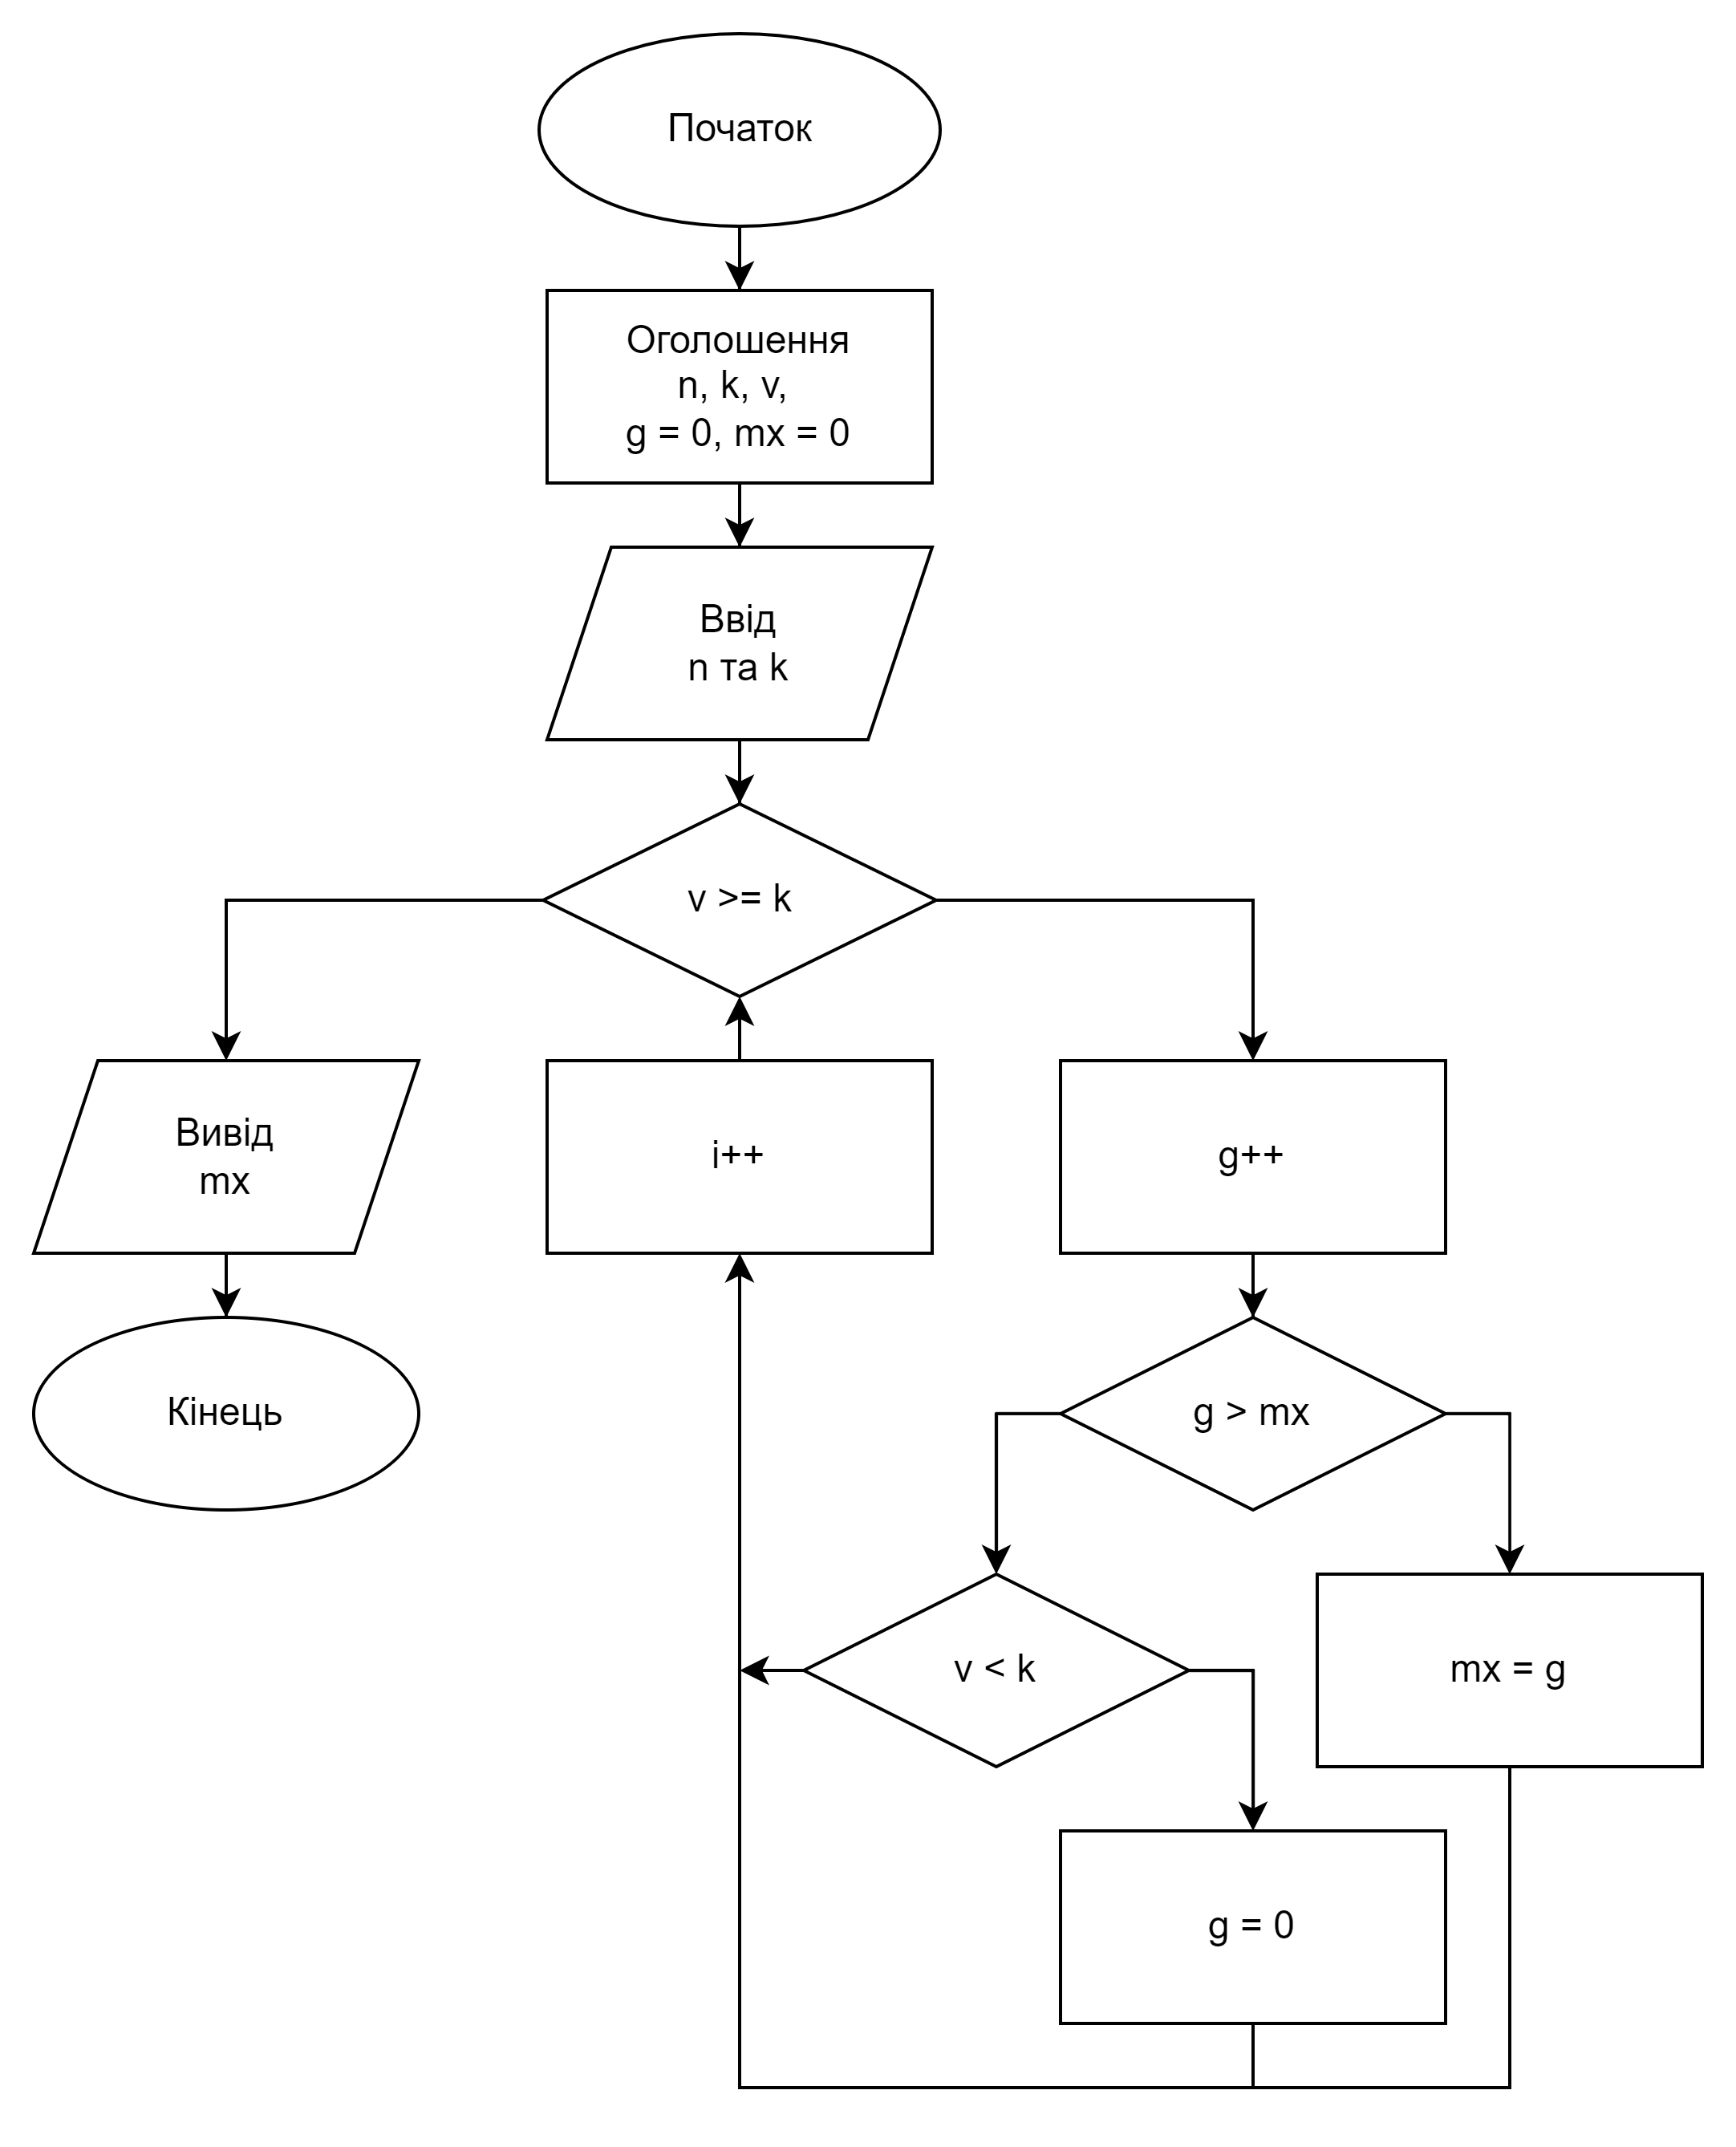 Початок
Оголошення
n, k, v,
g = 0, mx = 0
Ввід
n та k
v >= k
Вивід
mx
i++
g++
Кінець
g > mx
v < k
mx = g
g = 0